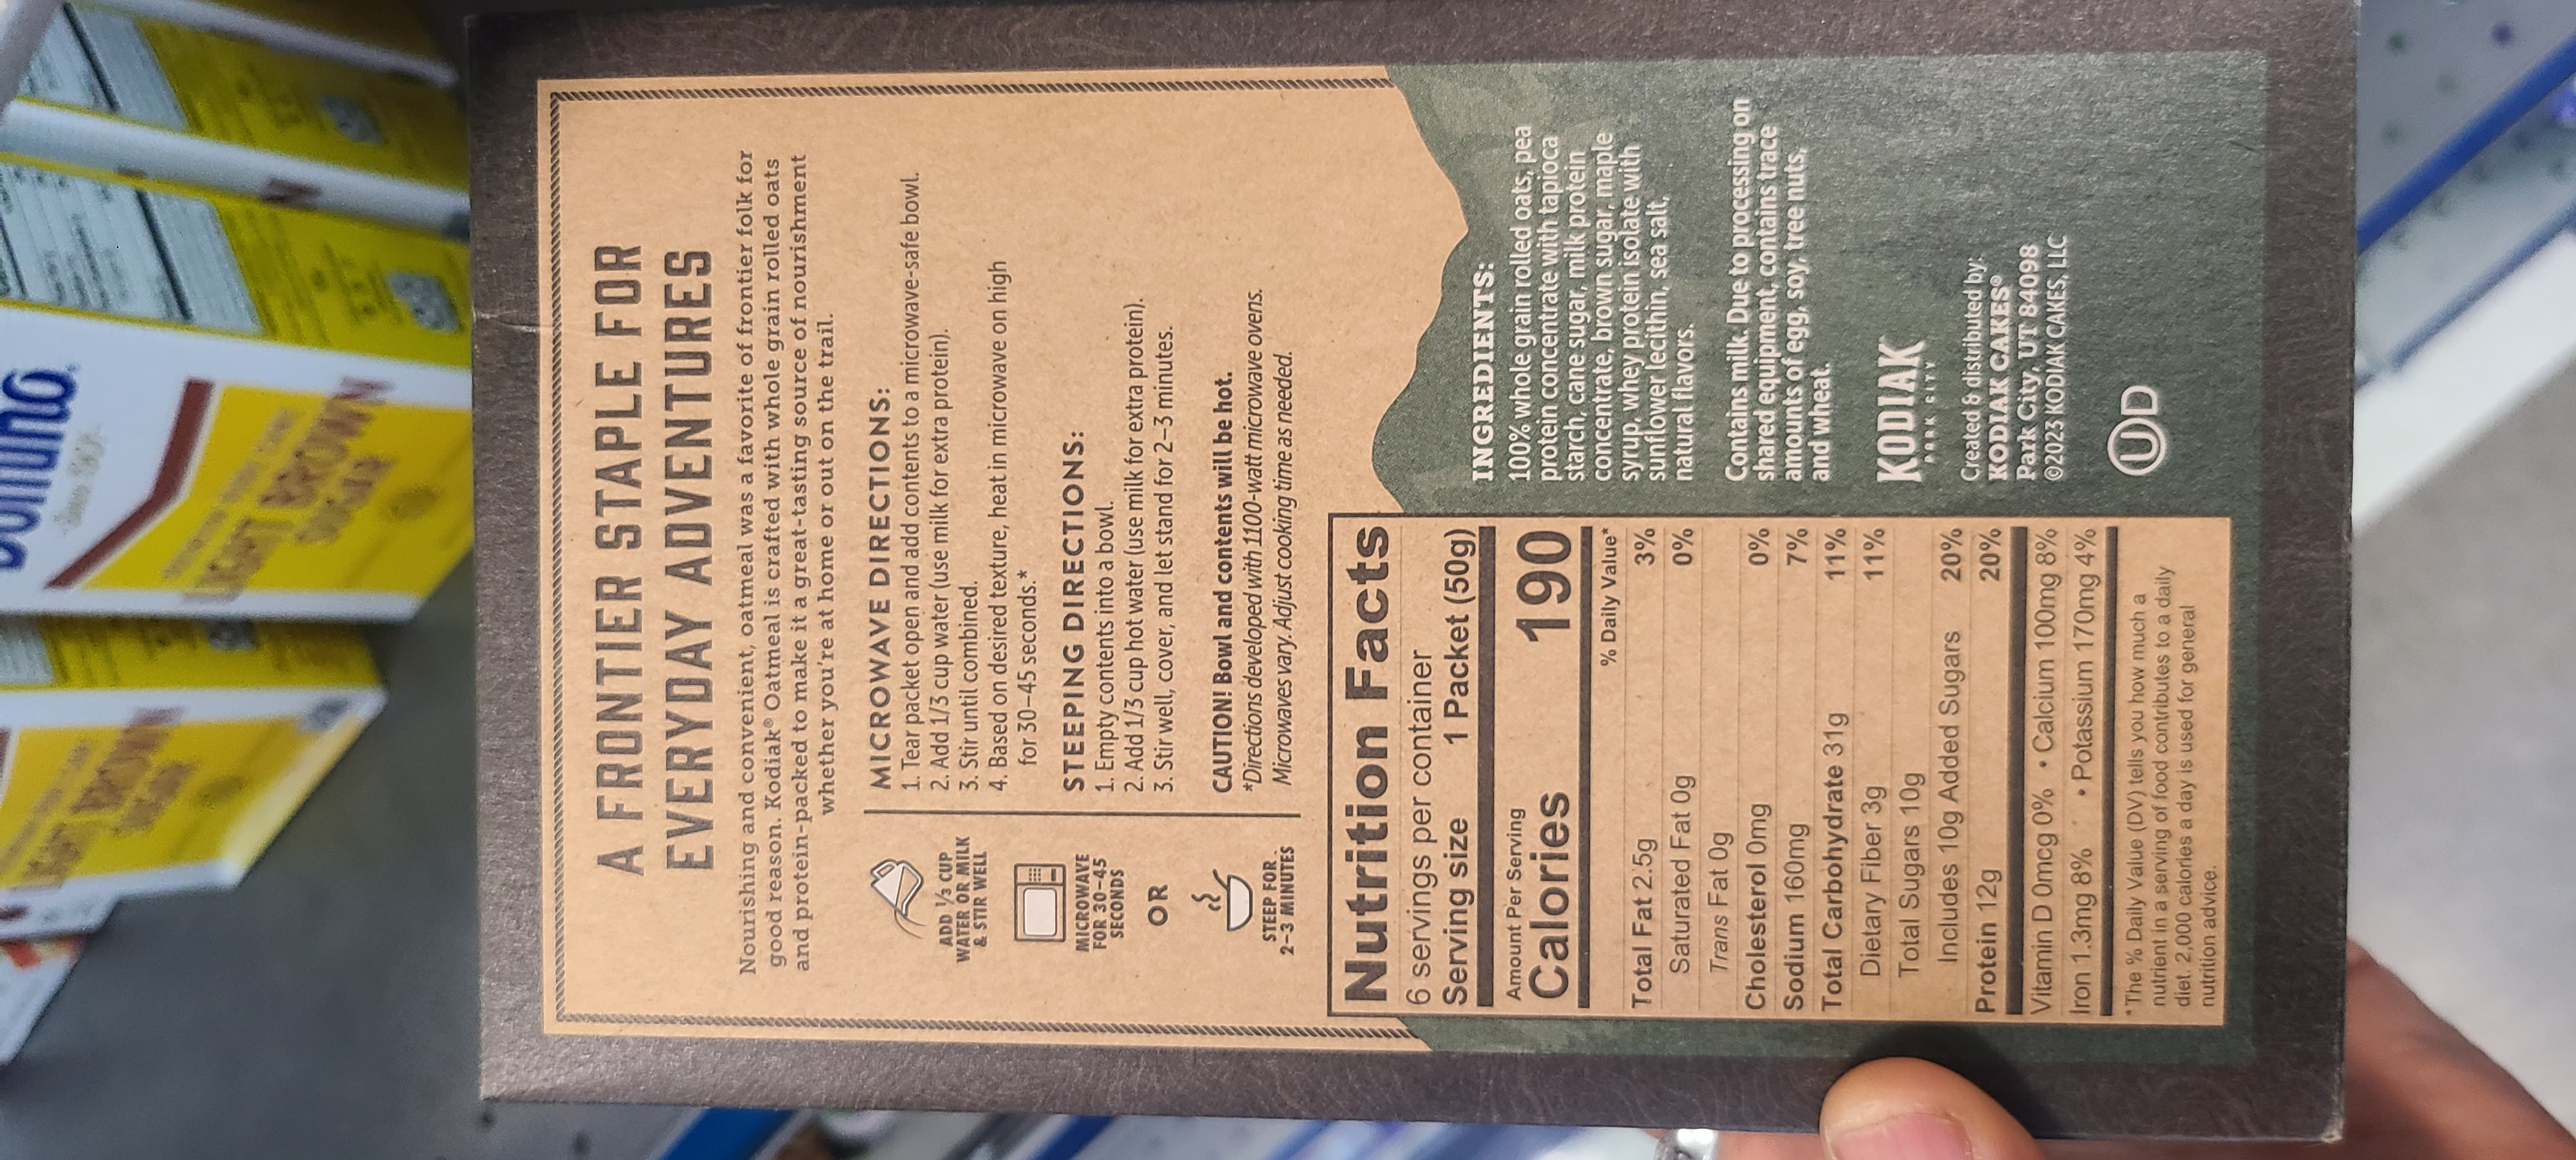 Domino
LIGHT BROWN
SUGAR
LIGHT BROWN
SUGAR
A FRONTIER STAPLE FOR
EVERYDAY ADVENTURES
Nourishing and convenient, oatmeal was a favorite of frontier folk for
good reason. Kodiak® Oatmeal is crafted with whole grain rolled oats
and protein-packed to make it a great-tasting source of nourishment
whether you're at home or out on the trail.
ADD 1/3 CUP
WATER OR MILK
& STIR WELL
MICROWAVE
FOR 30–45
SECONDS
OR
STEEP FOR
2–3 MINUTES
MICROWAVE DIRECTIONS:
1. Tear packet open and add contents to a microwave-safe bowl.
2. Add 1/3 cup water (use milk for extra protein).
3. Stir until combined.
4. Based on desired texture, heat in microwave on high
for 30–45 seconds.*
STEEPING DIRECTIONS:
1. Empty contents into a bowl.
2. Add 1/3 cup hot water (use milk for extra protein).
3. Stir well, cover, and let stand for 2–3 minutes.
CAUTION! Bowl and contents will be hot.
*Directions developed with 1100-watt microwave ovens.
Microwaves vary. Adjust cooking time as needed.
Nutrition Facts
6 servings per container
Serving size 1 Packet (50g)
Amount Per Serving
Calories 190
% Daily Value*
Total Fat 2.5g 3%
Saturated Fat 0g 0%
Trans Fat 0g
Cholesterol 0mg 0%
Sodium 160mg 7%
Total Carbohydrate 31g 11%
Dietary Fiber 3g 11%
Total Sugars 10g
Includes 10g Added Sugars 20%
Protein 12g 20%
Vitamin D 0mcg 0% • Calcium 100mg 8%
Iron 1.3mg 8% • Potassium 170mg 4%
*The % Daily Value (DV) tells you how much a
nutrient in a serving of food contributes to a daily
diet. 2,000 calories a day is used for general
nutrition advice.
INGREDIENTS:
100% whole grain rolled oats, pea
protein concentrate with tapioca
starch, cane sugar, milk protein
concentrate, brown sugar, maple
syrup, whey protein isolate with
sunflower lecithin, sea salt,
natural flavors.
Contains milk. Due to processing on
shared equipment, contains trace
amounts of egg, soy, tree nuts,
and wheat.
KODIAK
PARK CITY
Created & distributed by:
KODIAK CAKES®
Park City, UT 84098
©2023 KODIAK CAKES, LLC
U D